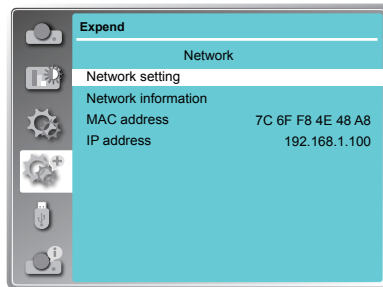 Expend
Network
Network setting
Network information
MAC address 7C 6F F8 4E 48 A8
IP address 192.168.1.100